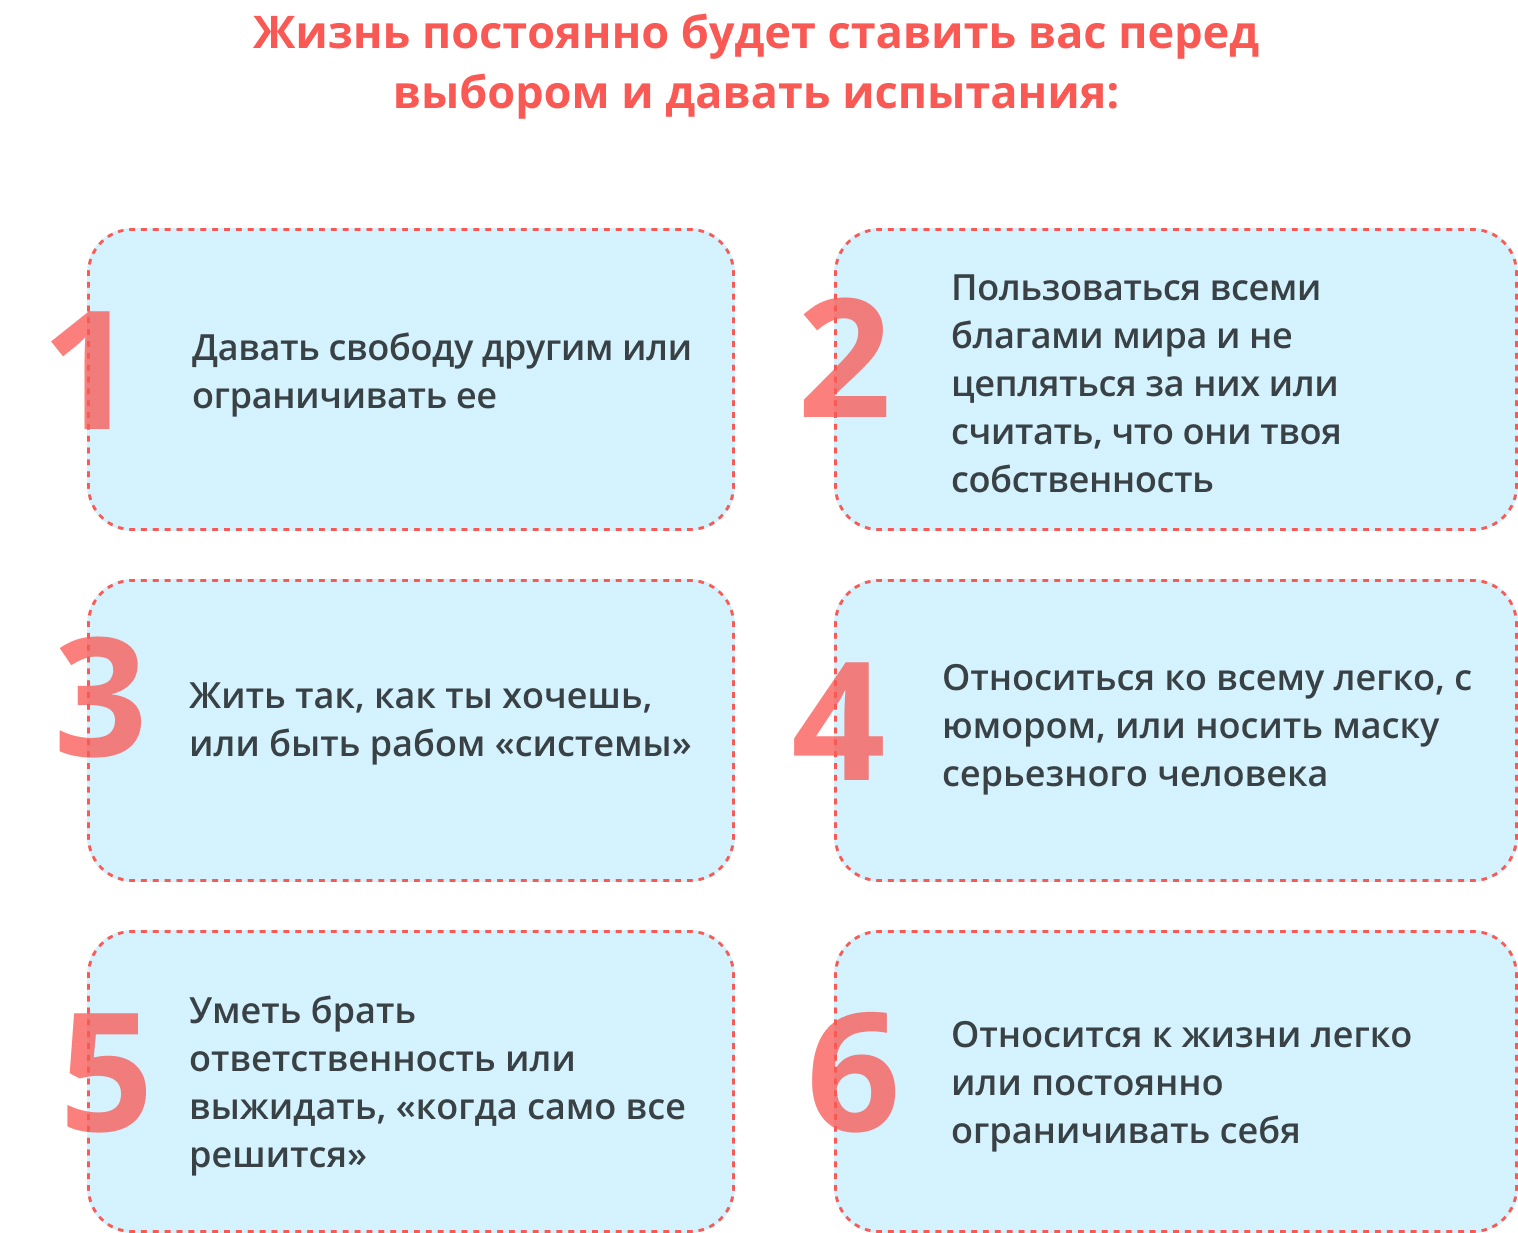 Жизнь постоянно будет ставить вас перед
выбором и давать испытания:
1
Давать свободу другим или
ограничивать ее
2
Пользоваться всеми
благами мира и не
цепляться за них или
считать, что они твоя
собственность
3
Жить так, как ты хочешь,
или быть рабом «системы»
4
Относиться ко всему легко, с
юмором, или носить маску
серьезного человека
5
Уметь брать
ответственность или
выжидать, «когда само все
решится»
6
Относится к жизни легко
или постоянно
ограничивать себя